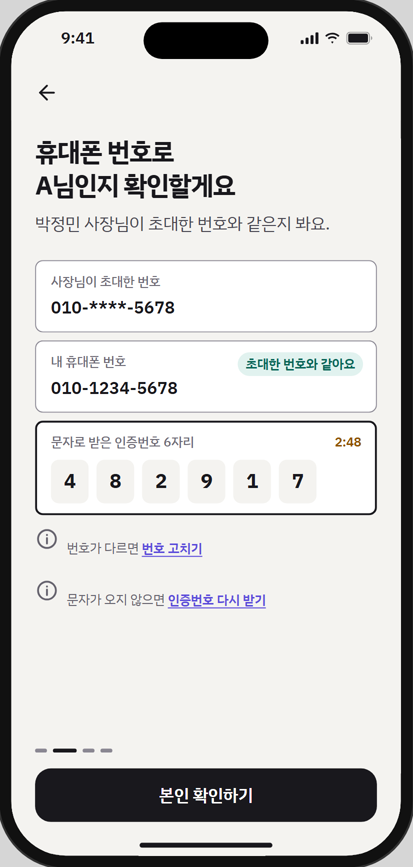 9:41
휴대폰 번호로
A님인지 확인할게요
박정민 사장님이 초대한 번호와 같은지 봐요.
사장님이 초대한 번호
010-****-5678
내 휴대폰 번호
초대한 번호와 같아요
010-1234-5678
문자로 받은 인증번호 6자리
2:48
4 8 2 9 1 7
번호가 다르면 번호 고치기
문자가 오지 않으면 인증번호 다시 받기
본인 확인하기